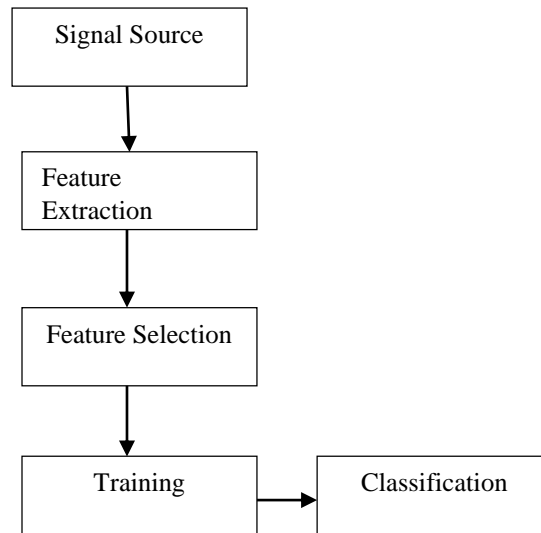 Signal Source
Feature
Extraction
Feature Selection
Training
Classification